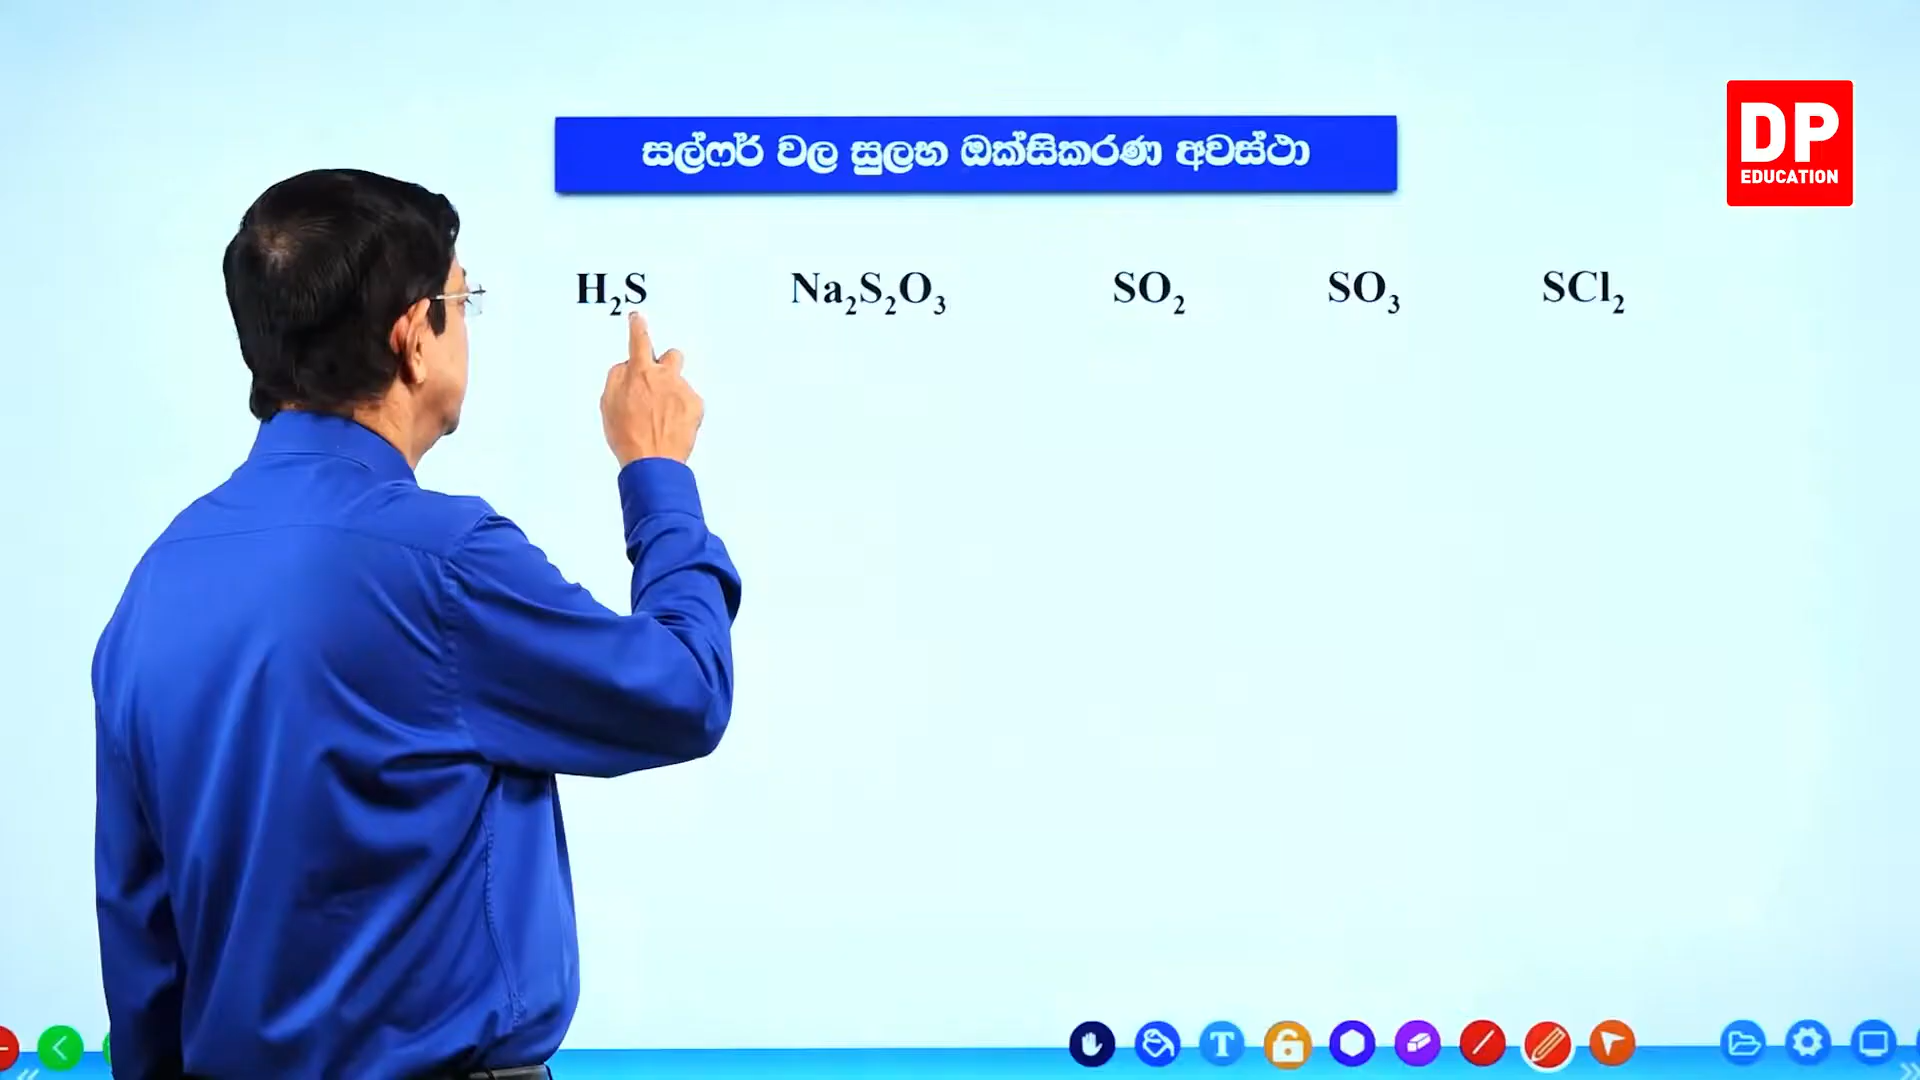 DP
EDUCATION
සල්ෆර් වල සුලභ ඔක්සිකරණ අවස්ථා
H₂S Na₂S₂O₃ SO₂ SO₃ SCl₂
T